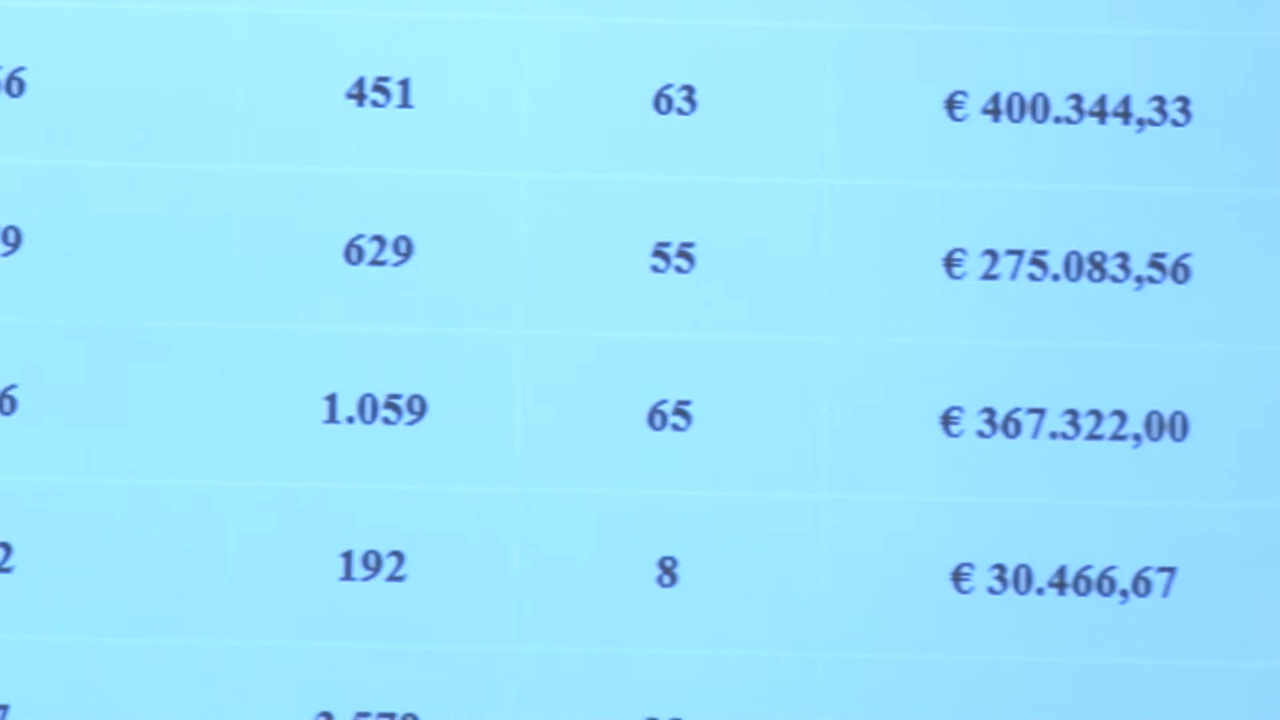 451 63 € 400.344,33
629 55 € 275.083,56
1.059 65 € 367.322,00
192 8 € 30.466,67